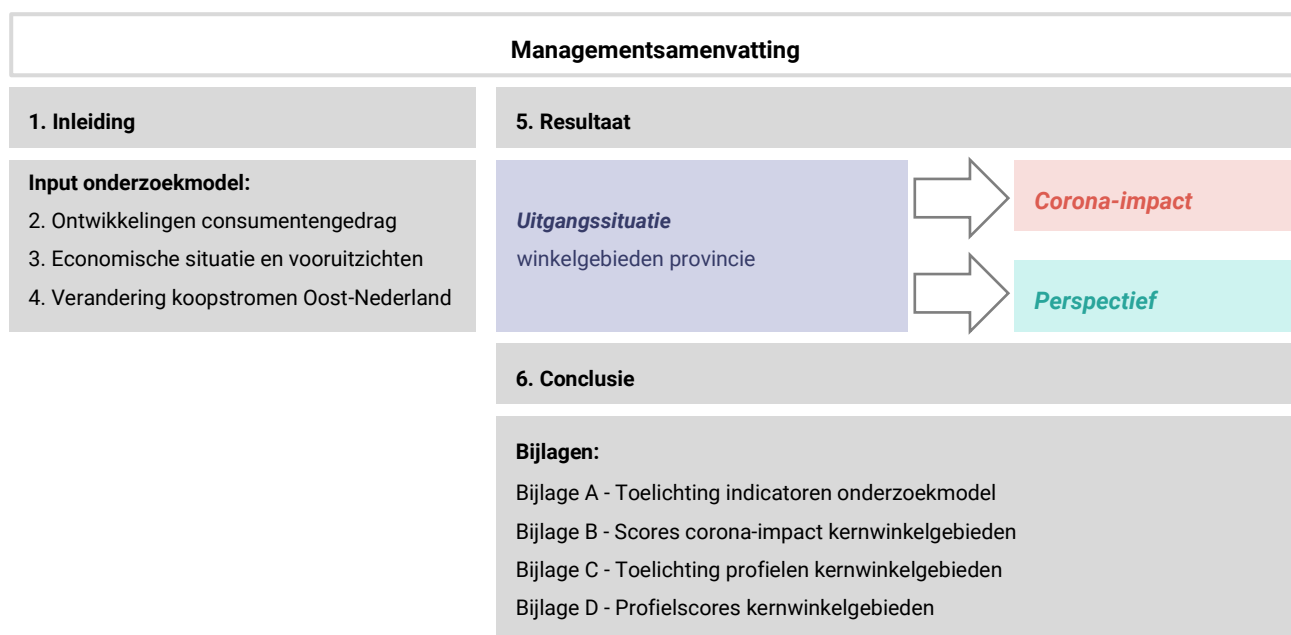 Managementsamenvatting
1. Inleiding
Input onderzoekmodel:
2. Ontwikkelingen consumentengedrag
3. Economische situatie en vooruitzichten
4. Verandering koopstromen Oost-Nederland
5. Resultaat
Uitgangssituatie
winkelgebieden provincie
Corona-impact
Perspectief
6. Conclusie
Bijlagen:
Bijlage A - Toelichting indicatoren onderzoekmodel
Bijlage B - Scores corona-impact kernwinkelgebieden
Bijlage C - Toelichting profielen kernwinkelgebieden
Bijlage D - Profielscores kernwinkelgebieden